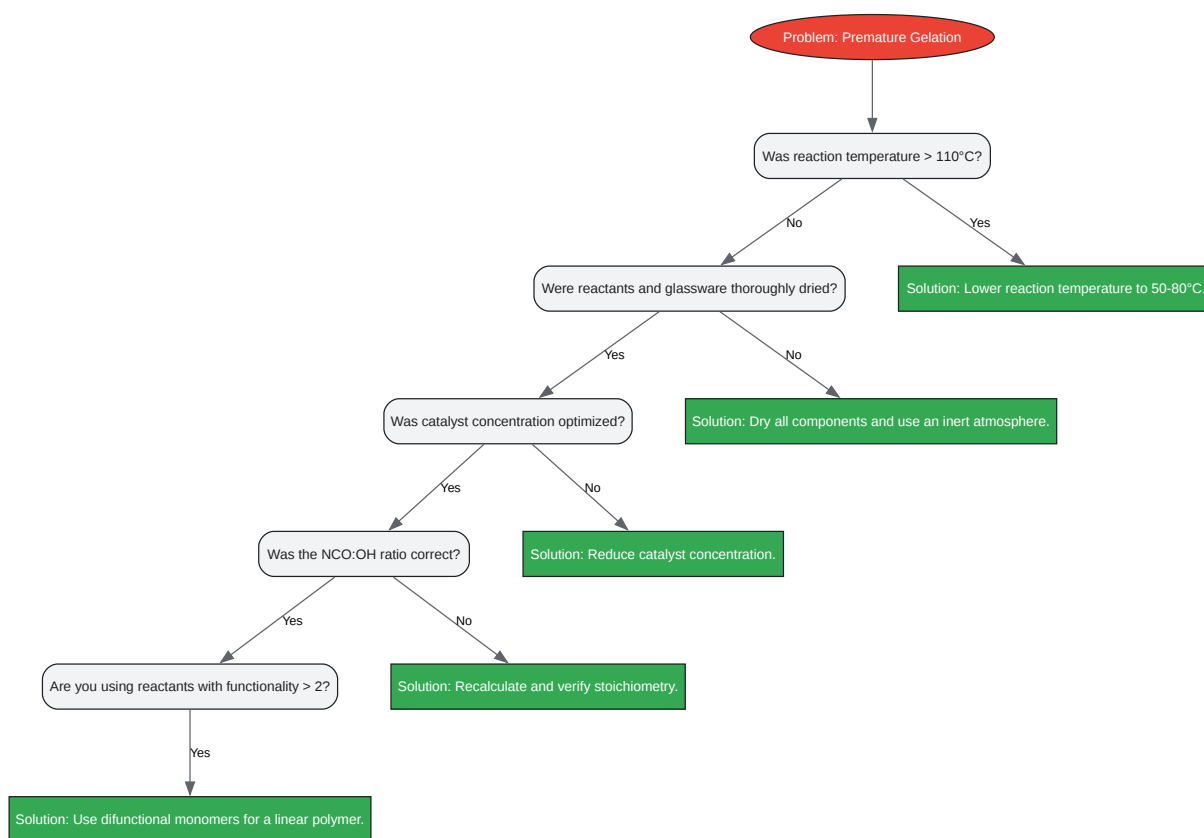 Problem: Premature Gelation
Was reaction temperature > 110°C?
No
Yes
Were reactants and glassware thoroughly dried?
Solution: Lower reaction temperature to 50-80°C.
Yes
No
Was catalyst concentration optimized?
Solution: Dry all components and use an inert atmosphere.
Yes
No
Was the NCO:OH ratio correct?
Solution: Reduce catalyst concentration.
Yes
No
Are you using reactants with functionality > 2?
Solution: Recalculate and verify stoichiometry.
Yes
Solution: Use difunctional monomers for a linear polymer.